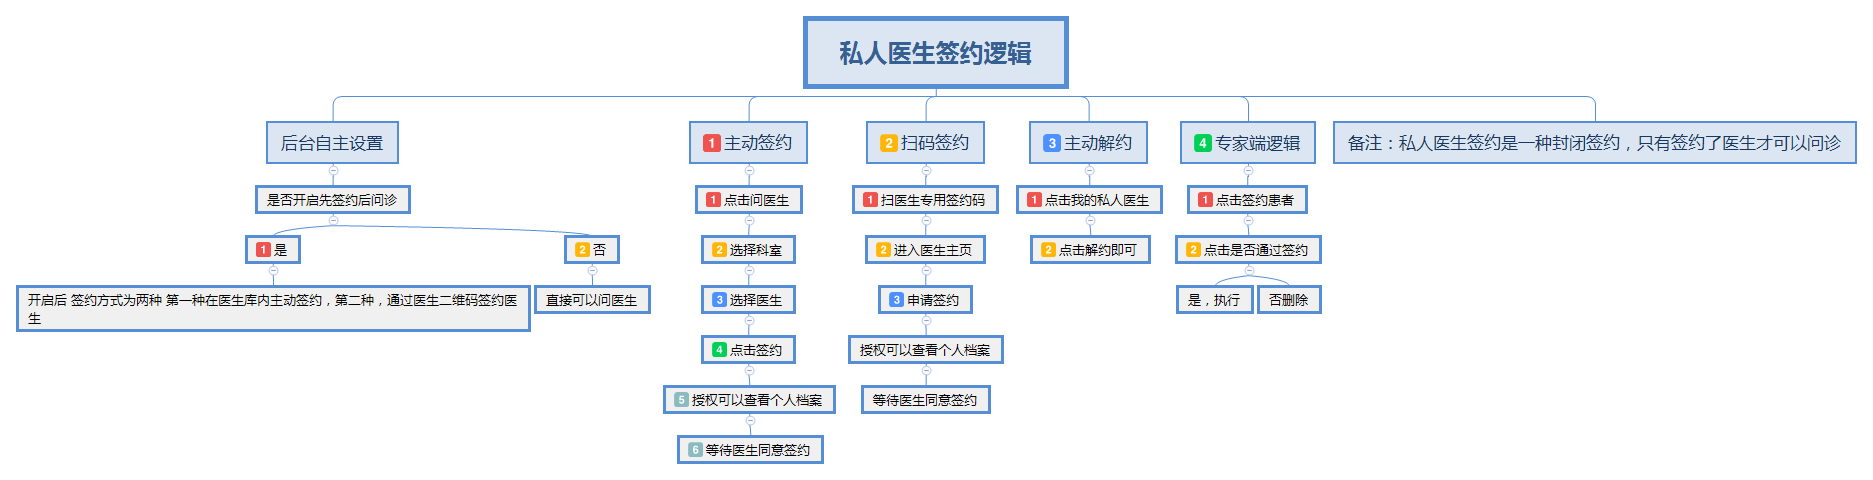 私人医生签约逻辑
后台自主设置
是否开启先签约后问诊
1 是
开启后 签约方式为两种 第一种在医生库内主动签约，第二种，通过医生二维码签约医
生
2 否
直接可以问医生
1 主动签约
1 点击问医生
2 选择科室
3 选择医生
4 点击签约
5 授权可以查看个人档案
6 等待医生同意签约
2 扫码签约
1 扫医生专用签约码
2 进入医生主页
3 申请签约
授权可以查看个人档案
等待医生同意签约
3 主动解约
1 点击我的私人医生
2 点击解约即可
4 专家端逻辑
1 点击签约患者
2 点击是否通过签约
是，执行
否删除
备注：私人医生签约是一种封闭签约，只有签约了医生才可以问诊